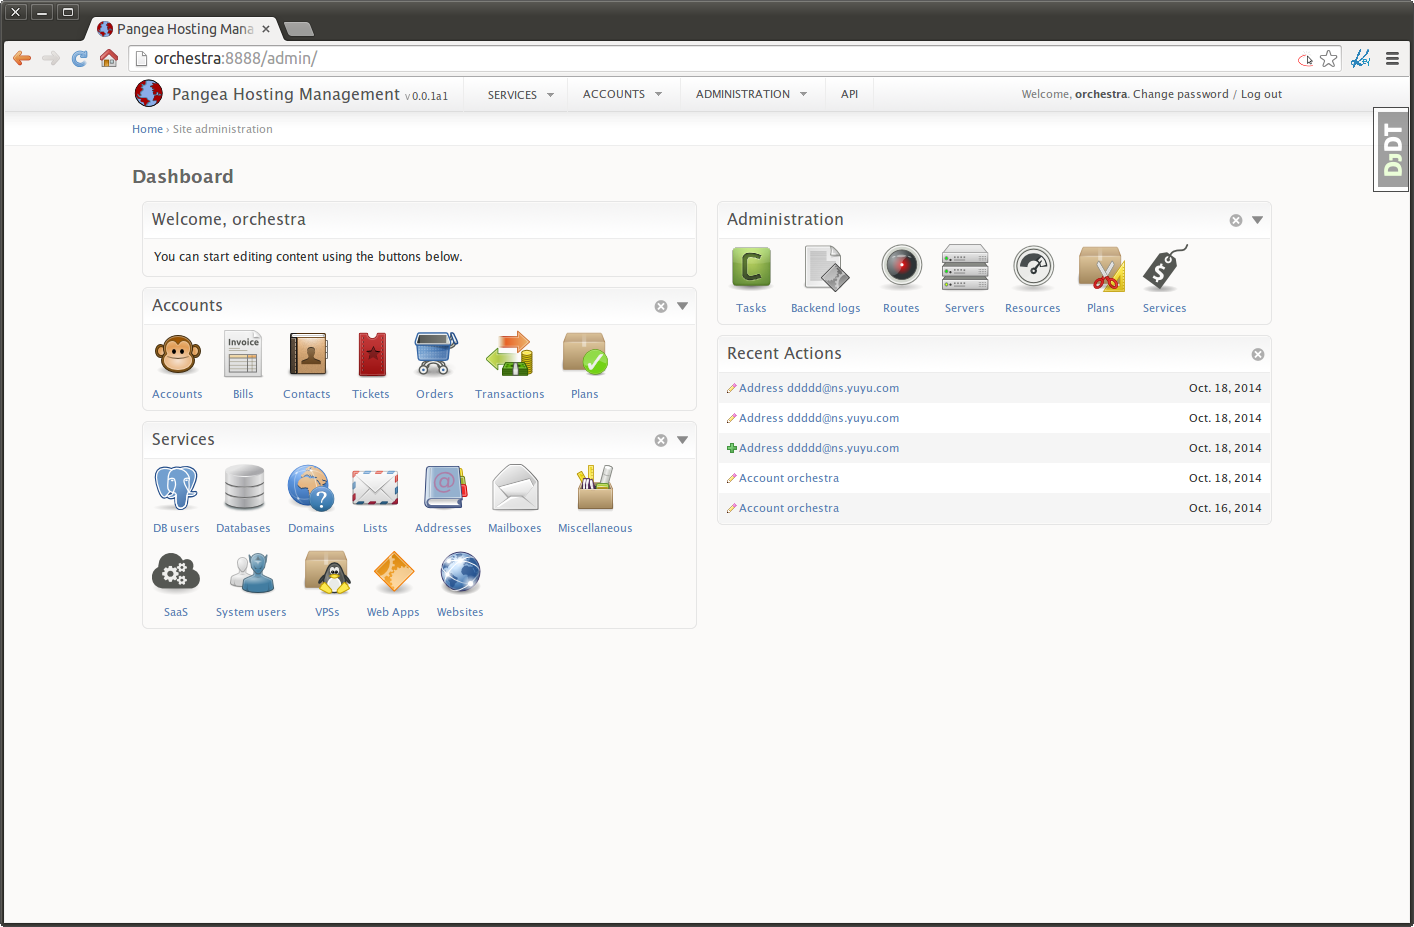 Pangea Hosting Mana
orchestra:8888/admin/
Pangea Hosting Management v 0.0.1a1
SERVICES
ACCOUNTS
ADMINISTRATION
API
Welcome, orchestra. Change password / Log out
Home › Site administration
DjDT
Dashboard
Welcome, orchestra
You can start editing content using the buttons below.
Accounts
Invoice
Accounts Bills Contacts Tickets Orders Transactions Plans
Services
DB users Databases Domains Lists Addresses Mailboxes Miscellaneous
SaaS System users VPSs Web Apps Websites
Administration
Tasks Backend logs Routes Servers Resources Plans Services
Recent Actions
Address ddddd@ns.yuyu.com Oct. 18, 2014
Address ddddd@ns.yuyu.com Oct. 18, 2014
Address ddddd@ns.yuyu.com Oct. 18, 2014
Account orchestra Oct. 18, 2014
Account orchestra Oct. 16, 2014